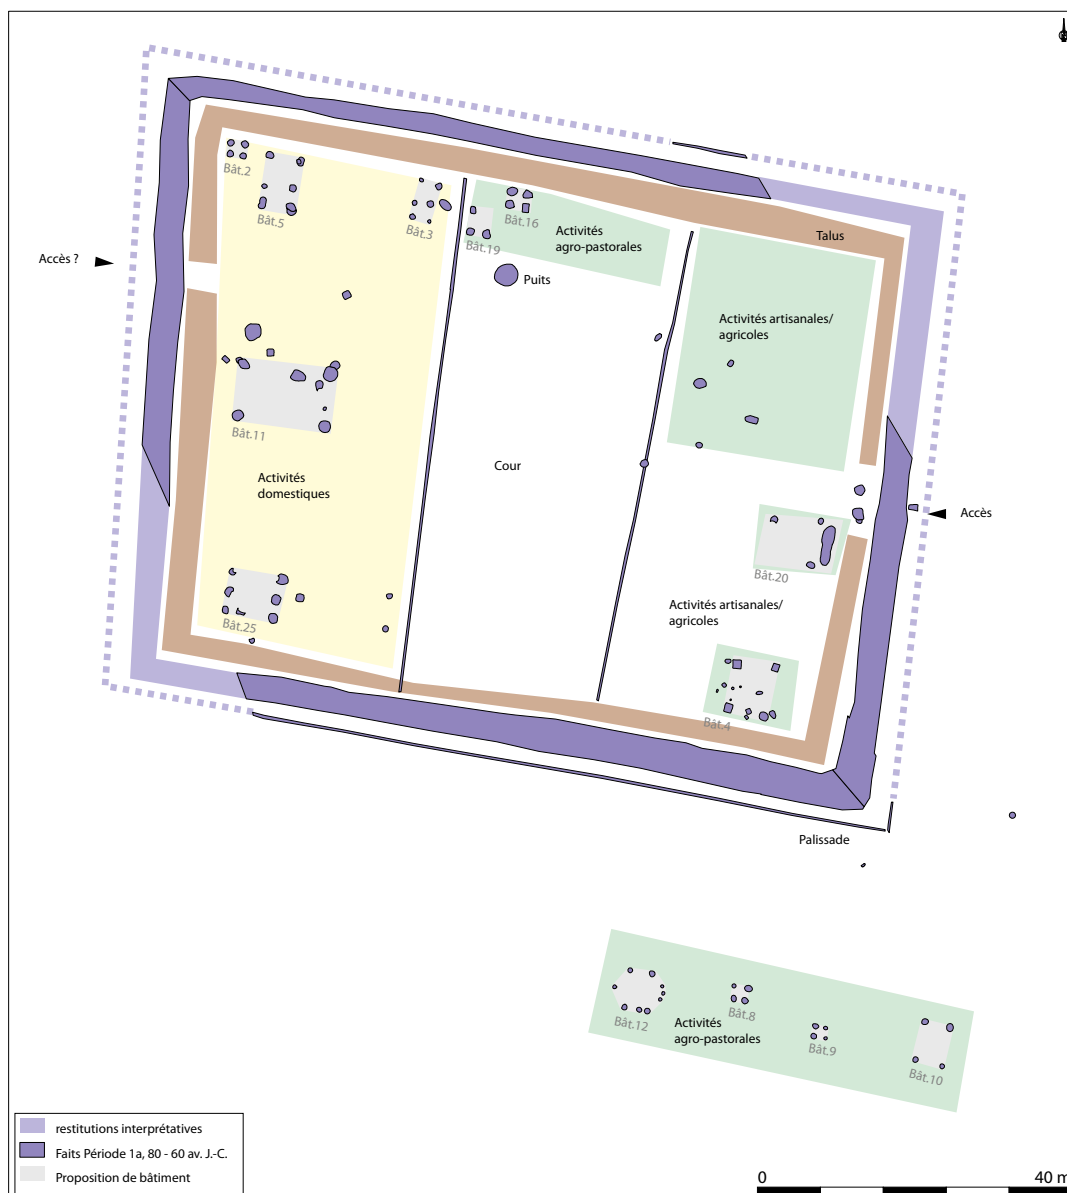 Bât.2
Bât.5
Bât.3
Bât.16
Bât.19
Activités
agro-pastorales
Talus
Accès ?
Puits
Activités artisanales/
agricoles
Bât.11
Cour
Activités
domestiques
Accès
Bât.20
Activités artisanales/
agricoles
Bât.25
Bât.4
Palissade
Bât.12
Bât.8
Activités
agro-pastorales
Bât.9
Bât.10
restitutions interprétatives
Faits Période 1a, 80 - 60 av. J.-C.
Proposition de bâtiment
0 40 m